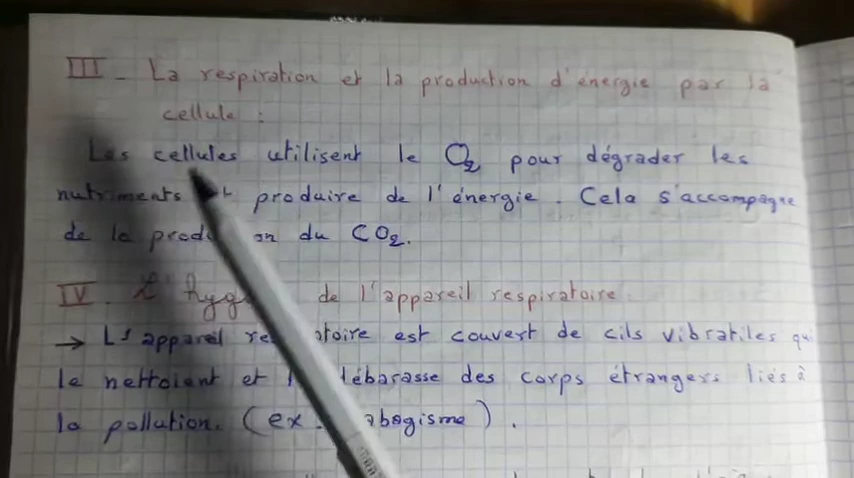 III - La respiration et la production d'énergie par la
cellule :
Les cellules utilisent le O2 pour dégrader les
nutriments et produire de l'énergie. Cela s'accompagne
de la du CO2.
IV. de l'appareil respiratoire
→ L'appareil est couvert de cils vibratiles
le nettoient et débarasse des corps étrangers liés à
la pollution. (ex